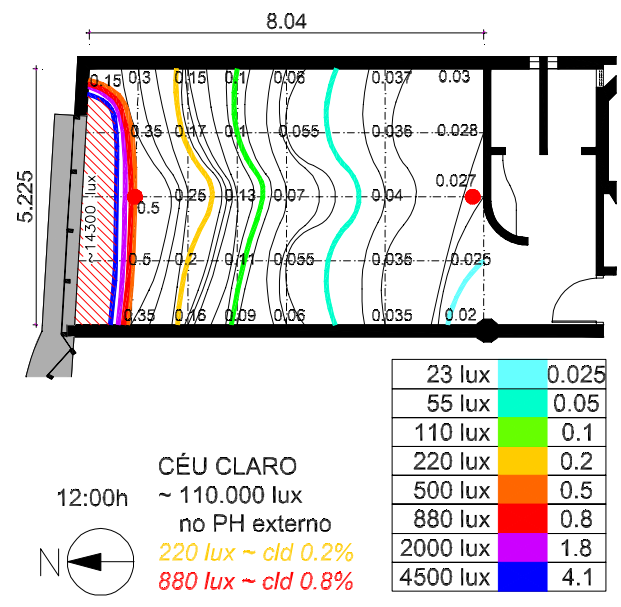 8.04
0.15 0.3 0.15 0.1 0.06 0.037 0.03
0.35 0.17 0.1 0.055 0.036 0.028
5.225
~14300 lux
0.5 0.25 0.13 0.07 0.04 0.027
0.5 0.2 0.11 0.055 0.035 0.025
0.35 0.16 0.09 0.06 0.035 0.02
23 lux 0.025
55 lux 0.05
110 lux 0.1
220 lux 0.2
500 lux 0.5
880 lux 0.8
2000 lux 1.8
4500 lux 4.1
CÉU CLARO
12:00h
~ 110.000 lux
no PH externo
220 lux ~ cld 0.2%
880 lux ~ cld 0.8%
N